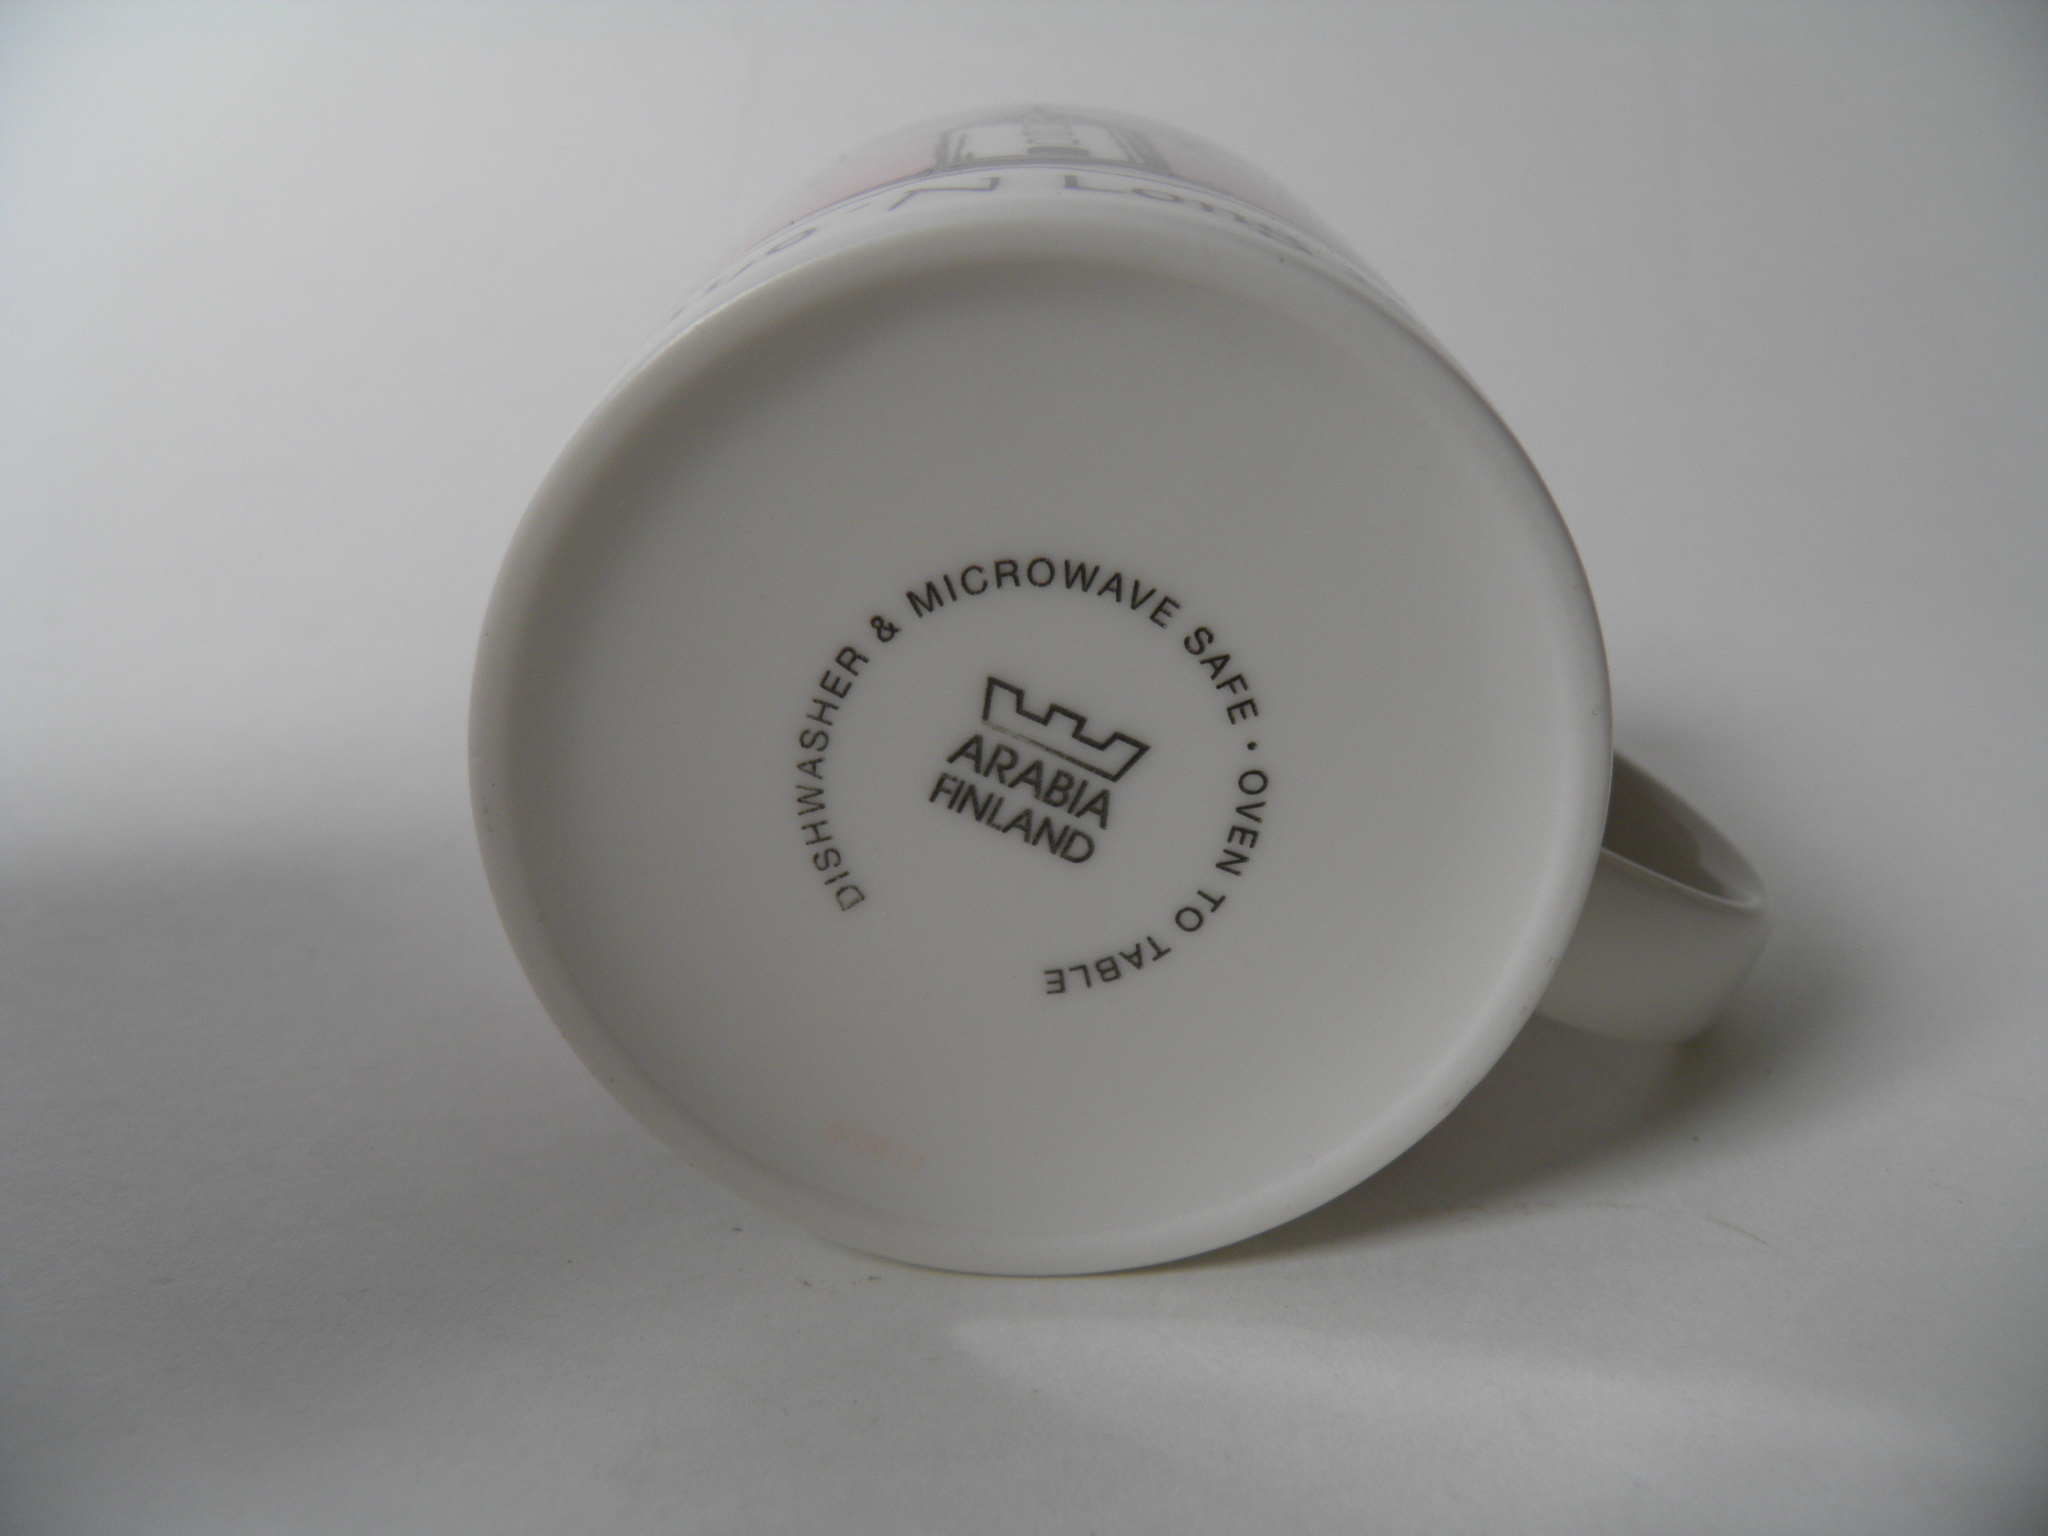 DISHWASHER & MICROWAVE SAFE · OVEN TO TABLE
ARABIA
FINLAND